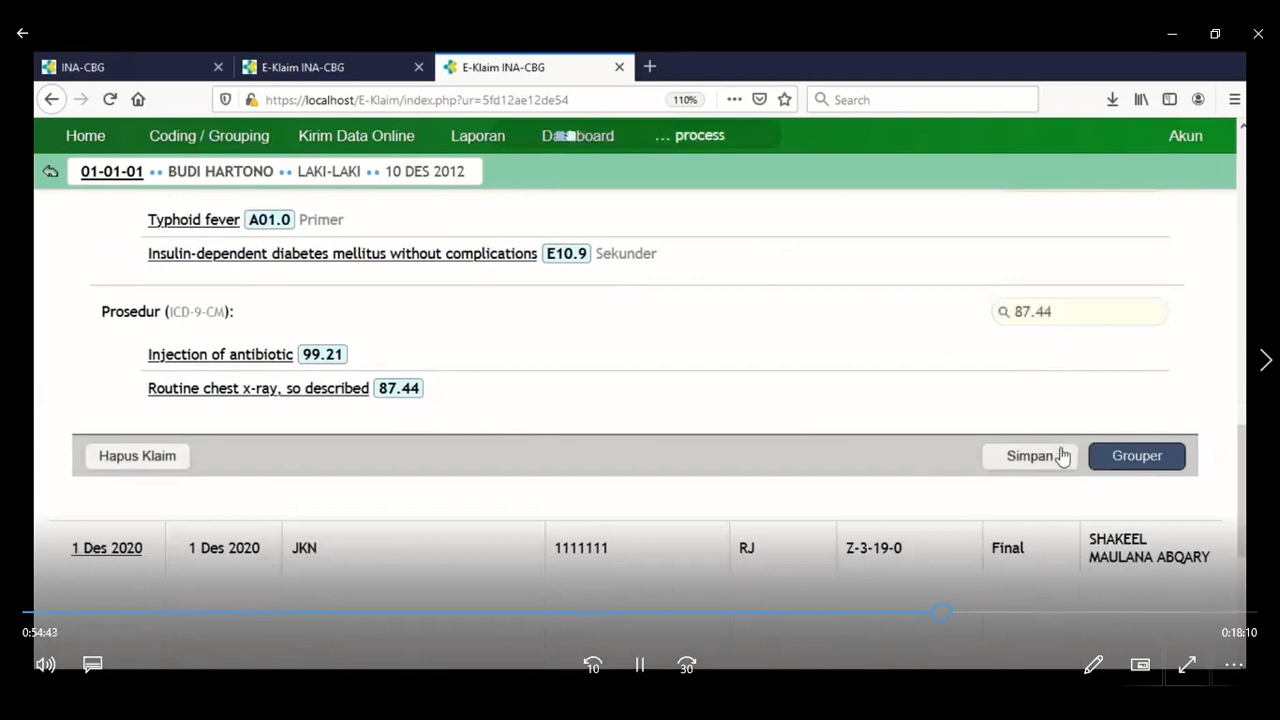 INA-CBG E-Klaim INA-CBG E-Klaim INA-CBG
https://localhost/E-Klaim/index.php?ur=5fd12ae12de54 110% Search
Home Coding / Grouping Kirim Data Online Laporan Dashboard ... process Akun
01-01-01 •• BUDI HARTONO •• LAKI-LAKI •• 10 DES 2012
Typhoid fever A01.0 Primer
Insulin-dependent diabetes mellitus without complications E10.9 Sekunder
Prosedur (ICD-9-CM): 87.44
Injection of antibiotic 99.21
Routine chest x-ray, so described 87.44
Hapus Klaim Simpan Grouper
1 Des 2020 1 Des 2020 JKN 1111111 RJ Z-3-19-0 Final SHAKEEL
MAULANA ABQARY
0:54:43 0:18:10
10 30